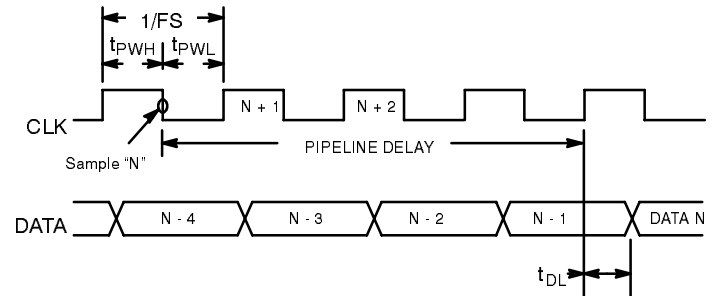 1/FS
tPWH tPWL
CLK N + 1 N + 2
Sample “N”
PIPELINE DELAY
DATA N - 4 N - 3 N - 2 N - 1 DATA N
tDL